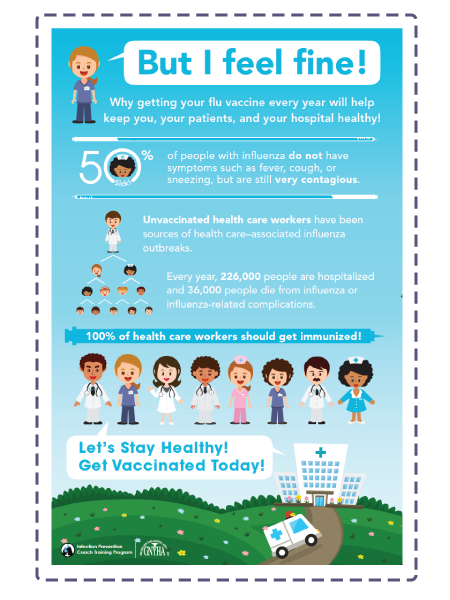 But I feel fine!
Why getting your flu vaccine every year will help
keep you, your patients, and your hospital healthy!
50%
Sick!
of people with influenza do not have
symptoms such as fever, cough, or
sneezing, but are still very contagious.
Unvaccinated health care workers have been
sources of health care–associated influenza
outbreaks.
Every year, 226,000 people are hospitalized
and 36,000 people die from influenza or
influenza-related complications.
100% of health care workers should get immunized!
Let's Stay Healthy!
Get Vaccinated Today!
Infection Prevention
Coach Training Program
GNYHA